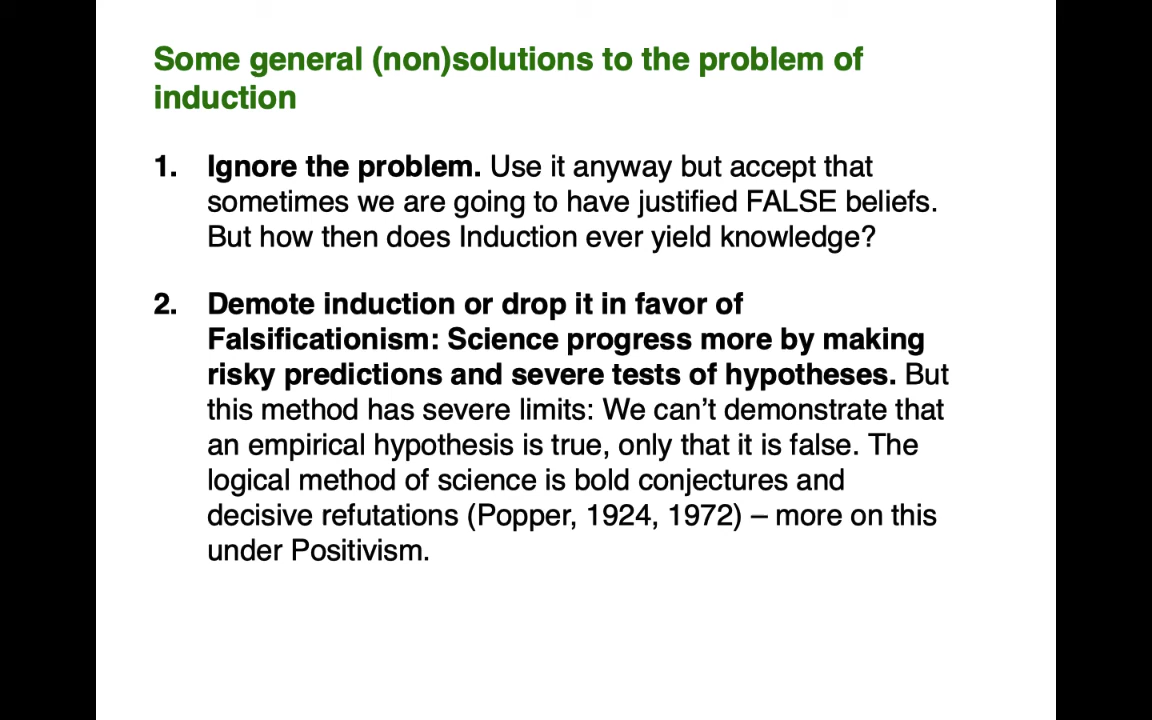 Some general (non)solutions to the problem of
induction
1. Ignore the problem. Use it anyway but accept that
sometimes we are going to have justified FALSE beliefs.
But how then does Induction ever yield knowledge?
2. Demote induction or drop it in favor of
Falsificationism: Science progress more by making
risky predictions and severe tests of hypotheses. But
this method has severe limits: We can’t demonstrate that
an empirical hypothesis is true, only that it is false. The
logical method of science is bold conjectures and
decisive refutations (Popper, 1924, 1972) – more on this
under Positivism.